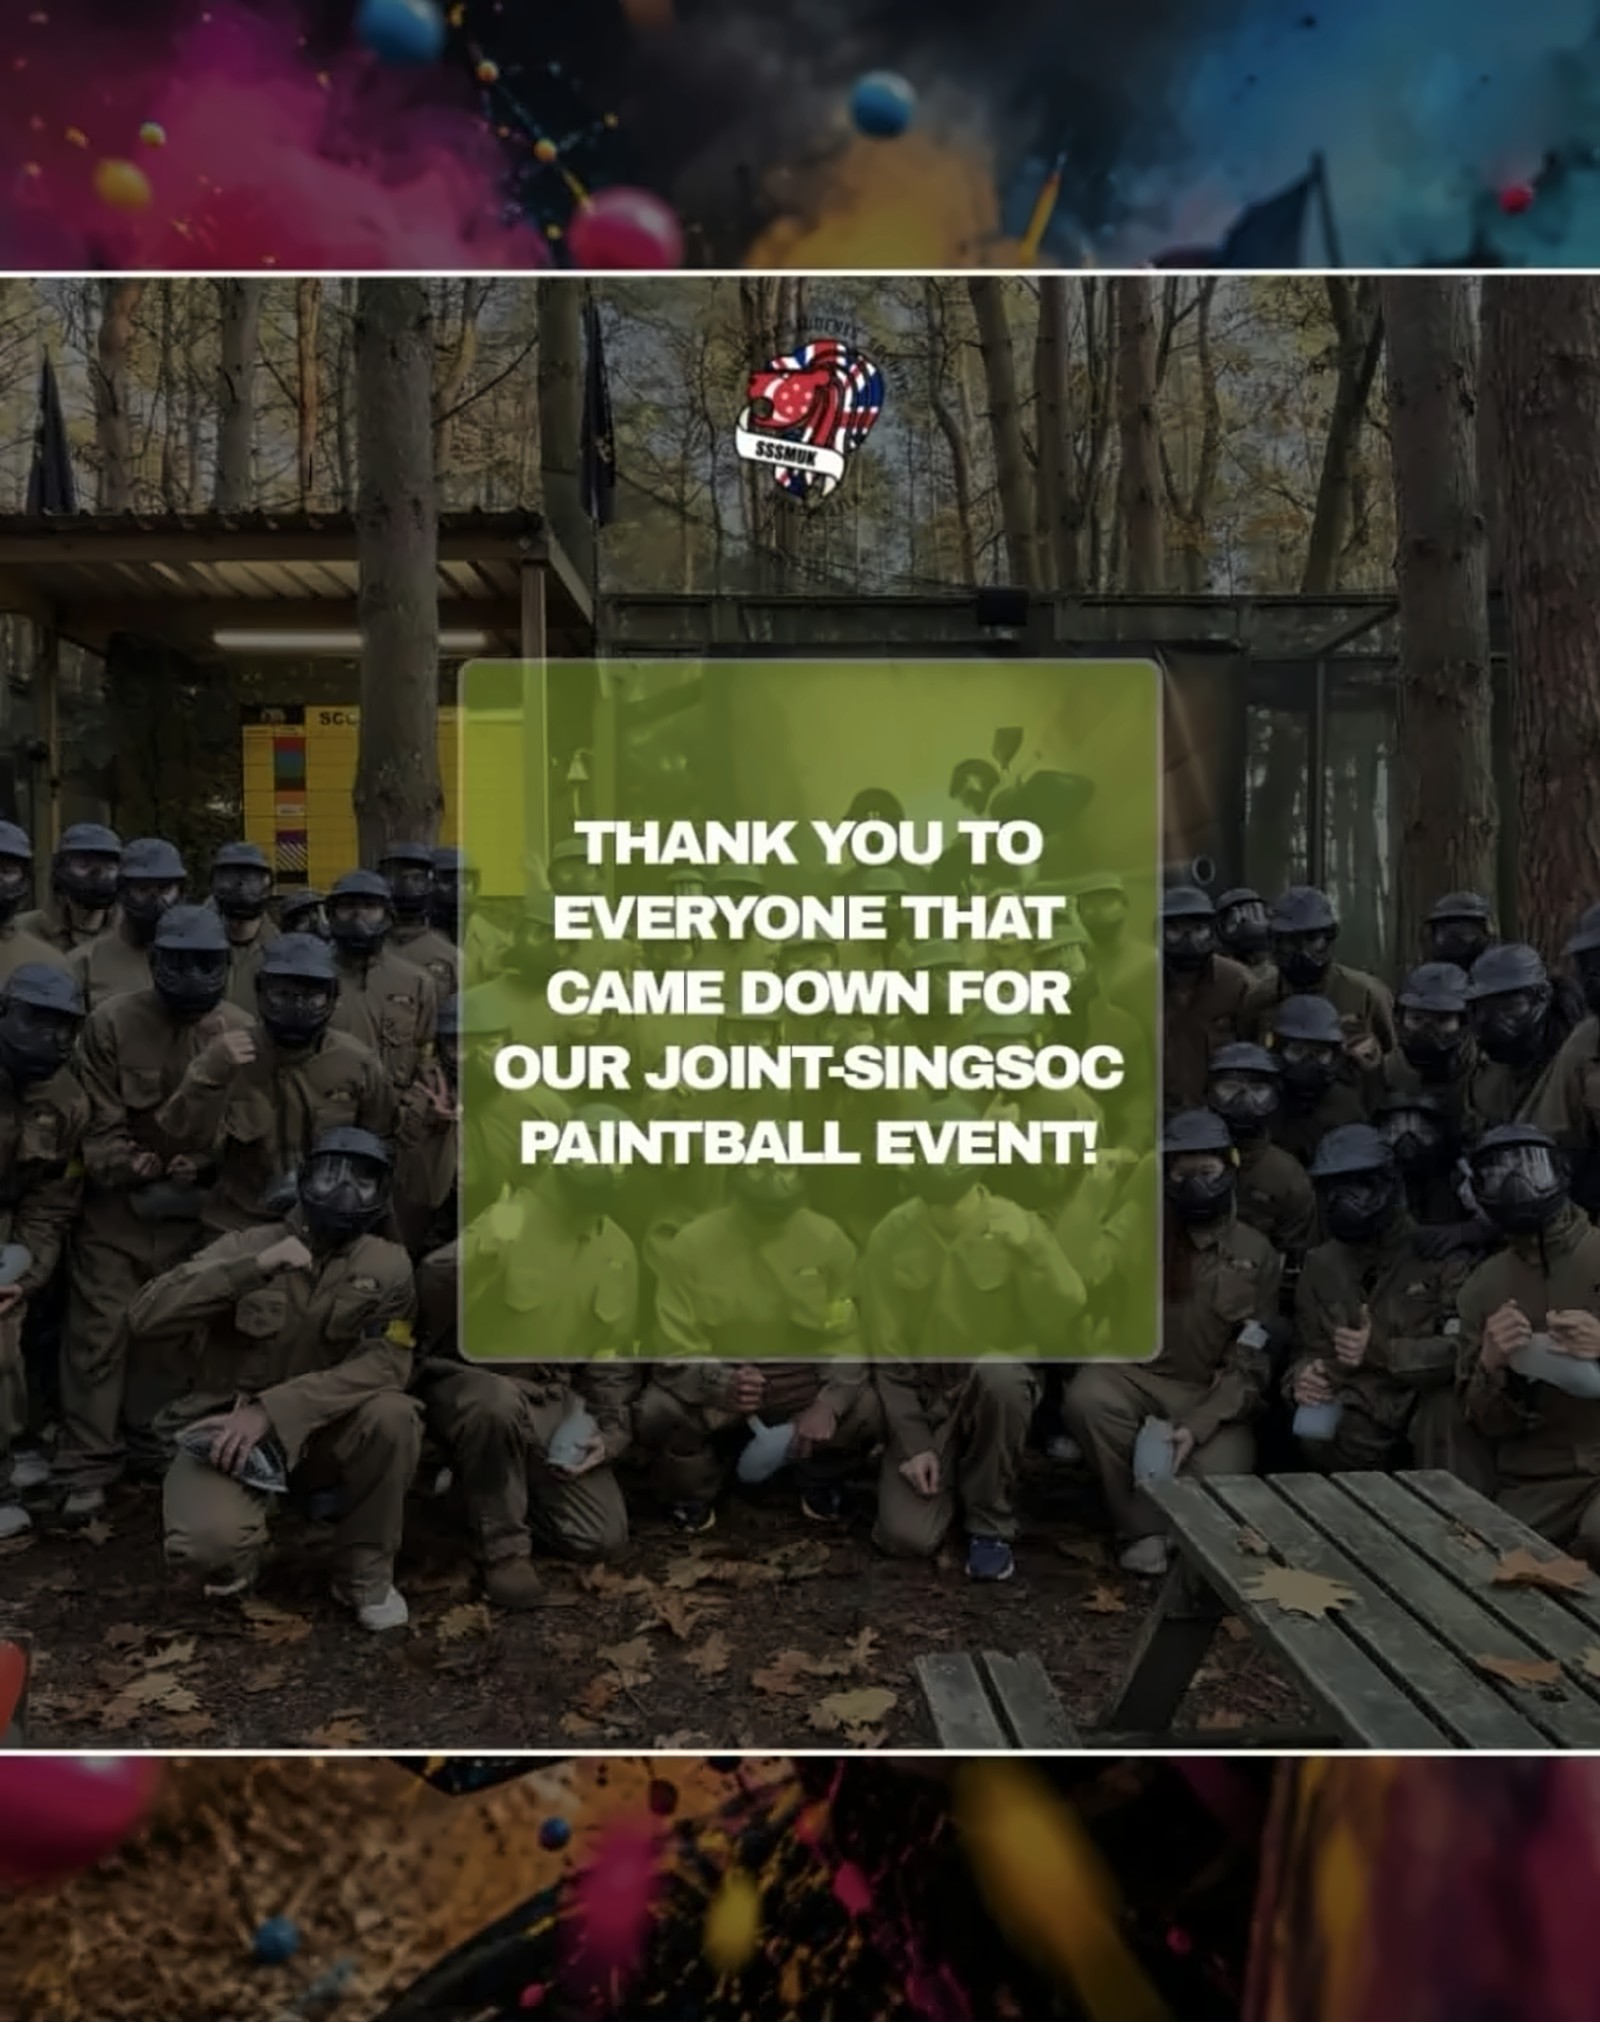 SSSMUK
THANK YOU TO
EVERYONE THAT
CAME DOWN FOR
OUR JOINT-SINGSOC
PAINTBALL EVENT!